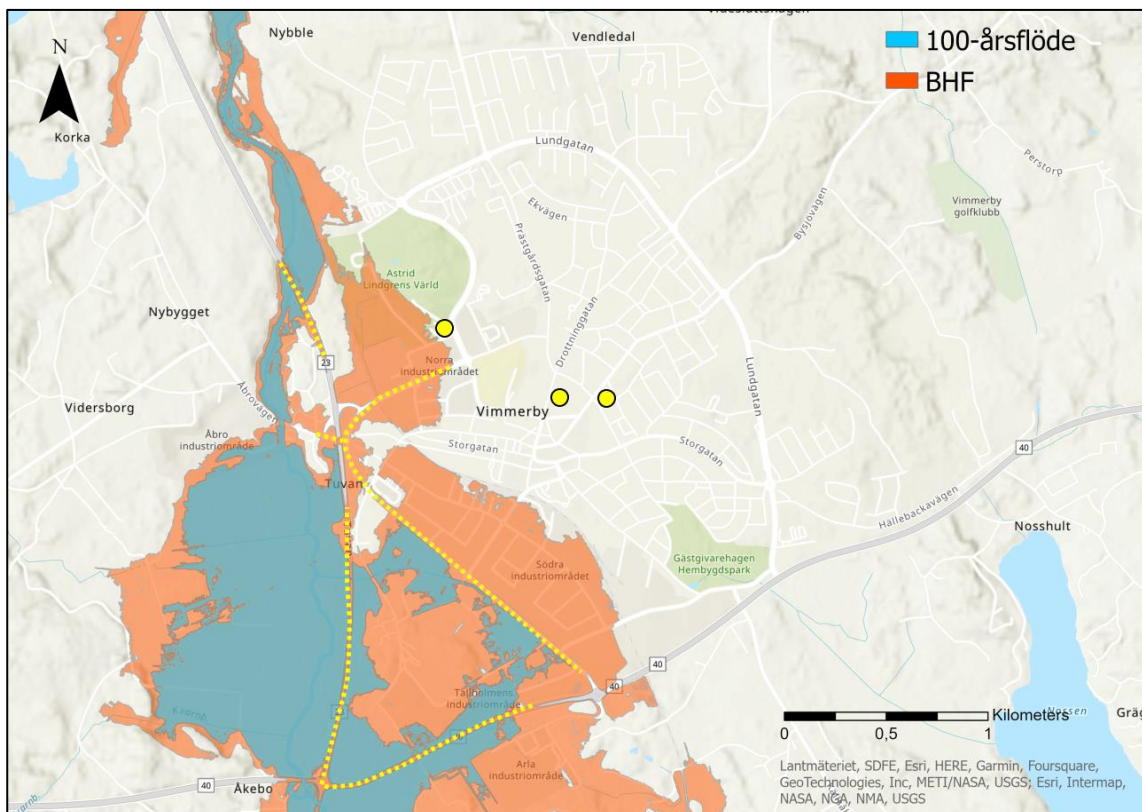 Nybble
Vendledal
100-årsflöde
BHF
N
Korka
Lundgatan
Perstorp
Ekvägen
Prästgårdsgatan
Bysjövägen
Vimmerby
golfklubb
Astrid
Lindgrens Värld
Nybygget
Drottninggatan
23
Norra
industriområdet
Lundgatan
Vidersborg
Åbrovägen
Vimmerby
Åbro
industriområde
Storgatan
Storgatan
40
Tuvan
Hällebackavägen
Nosshult
Södra
industriområdet
Gästgivarehagen
Hembygdspark
40
40
Tallholmens
industriområde
Nossen
Kilometers
0
0,5
1
Arla
industriområde
40
Åkebo
Lantmäteriet, SDFE, Esri, HERE, Garmin, Foursquare,
GeoTechnologies, Inc, METI/NASA, USGS; Esri, Intermap,
NASA, NGA, NMA, USGS